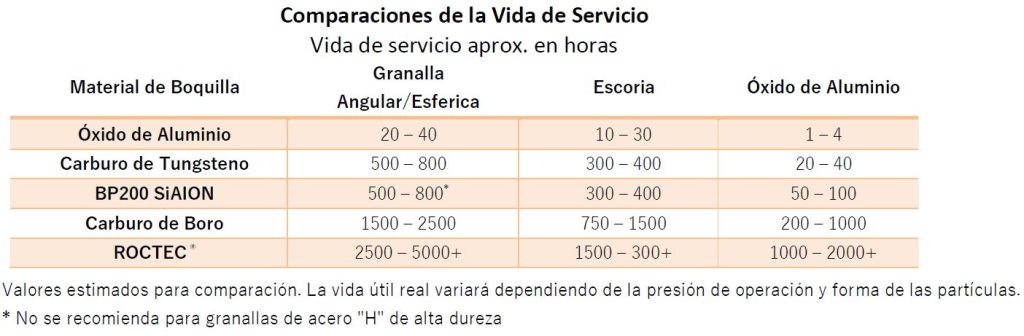 Comparaciones de la Vida de Servicio
Vida de servicio aprox. en horas
Material de Boquilla Granalla Angular/Esferica Escoria Óxido de Aluminio
Óxido de Aluminio 20 – 40 10 – 30 1 – 4
Carburo de Tungsteno 500 – 800 300 – 400 20 – 40
BP200 SiAION 500 – 800* 300 – 400 50 – 100
Carburo de Boro 1500 – 2500 750 – 1500 200 – 1000
ROCTEC ® 2500 – 5000+ 1500 – 300+ 1000 – 2000+
Valores estimados para comparación. La vida útil real variará dependiendo de la presión de operación y forma de las partículas.
* No se recomienda para granallas de acero "H" de alta dureza